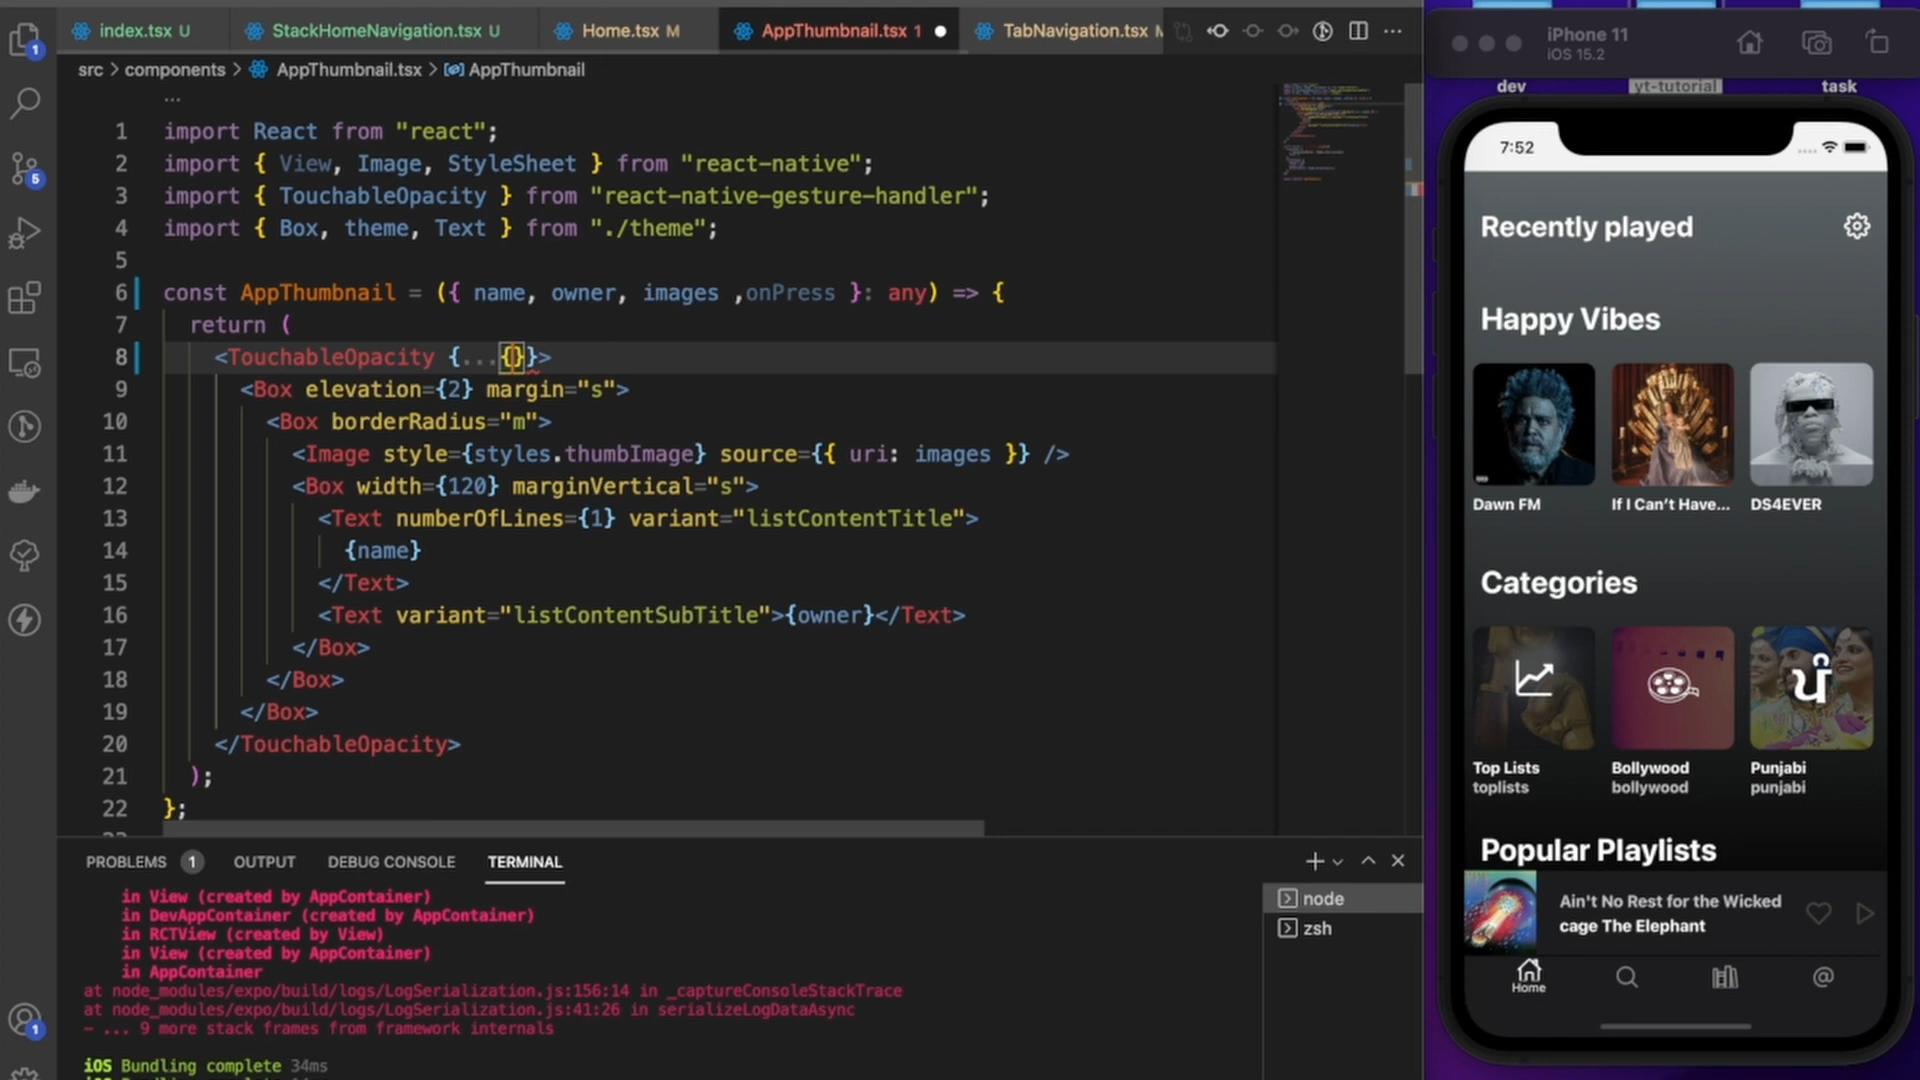 index.tsx U
StackHomeNavigation.tsx U
Home.tsx M
AppThumbnail.tsx 1
TabNavigation.tsx
src > components > AppThumbnail.tsx > AppThumbnail
...
1 import React from "react";
2 import { View, Image, StyleSheet } from "react-native";
3 import { TouchableOpacity } from "react-native-gesture-handler";
4 import { Box, theme, Text } from "./theme";
5
6 const AppThumbnail = ({ name, owner, images ,onPress }: any) => {
7 return (
8 <TouchableOpacity {...{}}>
9 <Box elevation={2} margin="s">
10 <Box borderRadius="m">
11 <Image style={styles.thumbImage} source={{ uri: images }} />
12 <Box width={120} marginVertical="s">
13 <Text numberOfLines={1} variant="listContentTitle">
14 {name}
15 </Text>
16 <Text variant="listContentSubTitle">{owner}</Text>
17 </Box>
18 </Box>
19 </Box>
20 </TouchableOpacity>
21 );
22 };
PROBLEMS 1 OUTPUT DEBUG CONSOLE TERMINAL
in View (created by AppContainer)
in DevAppContainer (created by AppContainer)
in RCTView (created by View)
in View (created by AppContainer)
in AppContainer
at node_modules/expo/build/logs/LogSerialization.js:156:14 in _captureConsoleStackTrace
at node_modules/expo/build/logs/LogSerialization.js:41:26 in serializeLogDataAsync
- ... 9 more stack frames from framework internals
iOS Bundling complete 34ms
node
zsh
1
5
1
iPhone 11
iOS 15.2
dev
yt-tutorial
task
7:52
Recently played
Happy Vibes
Dawn FM
If I Can't Have...
DS4EVER
Categories
ਪੰ
Top Lists
toplists
Bollywood
bollywood
Punjabi
punjabi
Popular Playlists
Ain't No Rest for the Wicked
cage The Elephant
Home